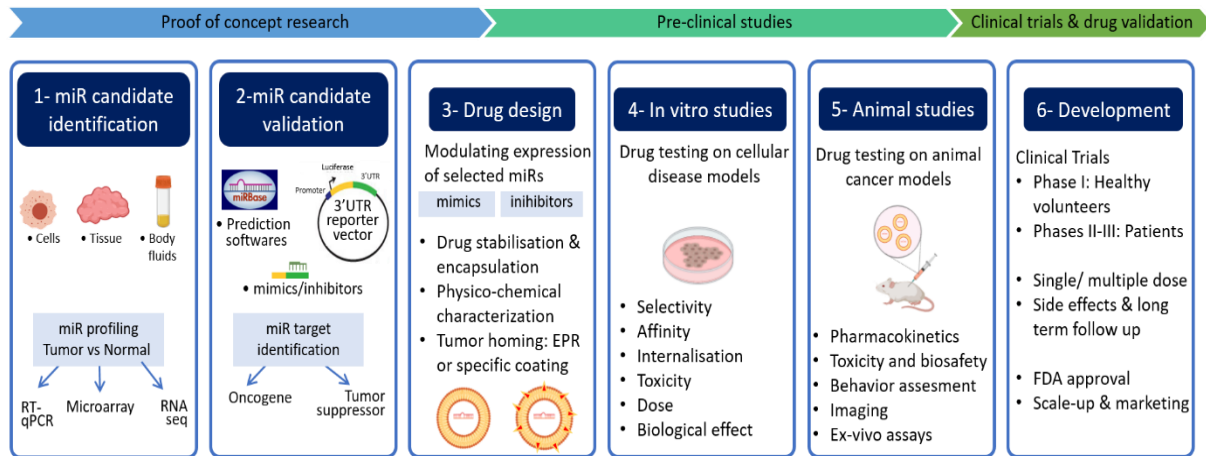 Proof of concept research
Pre-clinical studies
Clinical trials & drug validation
1- miR candidate
identification
• Cells
• Tissue
• Body
fluids
miR profiling
Tumor vs Normal
RT-
qPCR
Microarray
RNA
seq
2-miR candidate
validation
miRBase
• Prediction
softwares
Luciferase
Promoter
3'UTR
3'UTR
reporter
vector
• mimics/inhibitors
miR target
identification
Oncogene
Tumor
suppressor
3- Drug design
Modulating expression
of selected miRs
mimics
inihibitors
• Drug stabilisation &
encapsulation
• Physico-chemical
characterization
• Tumor homing: EPR
or specific coating
4- In vitro studies
Drug testing on cellular
disease models
• Selectivity
• Affinity
• Internalisation
• Toxicity
• Dose
• Biological effect
5- Animal studies
Drug testing on animal
cancer models
• Pharmacokinetics
• Toxicity and biosafety
• Behavior assesment
• Imaging
• Ex-vivo assays
6- Development
Clinical Trials
• Phase I: Healthy
volunteers
• Phases II-III: Patients
• Single/ multiple dose
• Side effects & long
term follow up
• FDA approval
• Scale-up & marketing